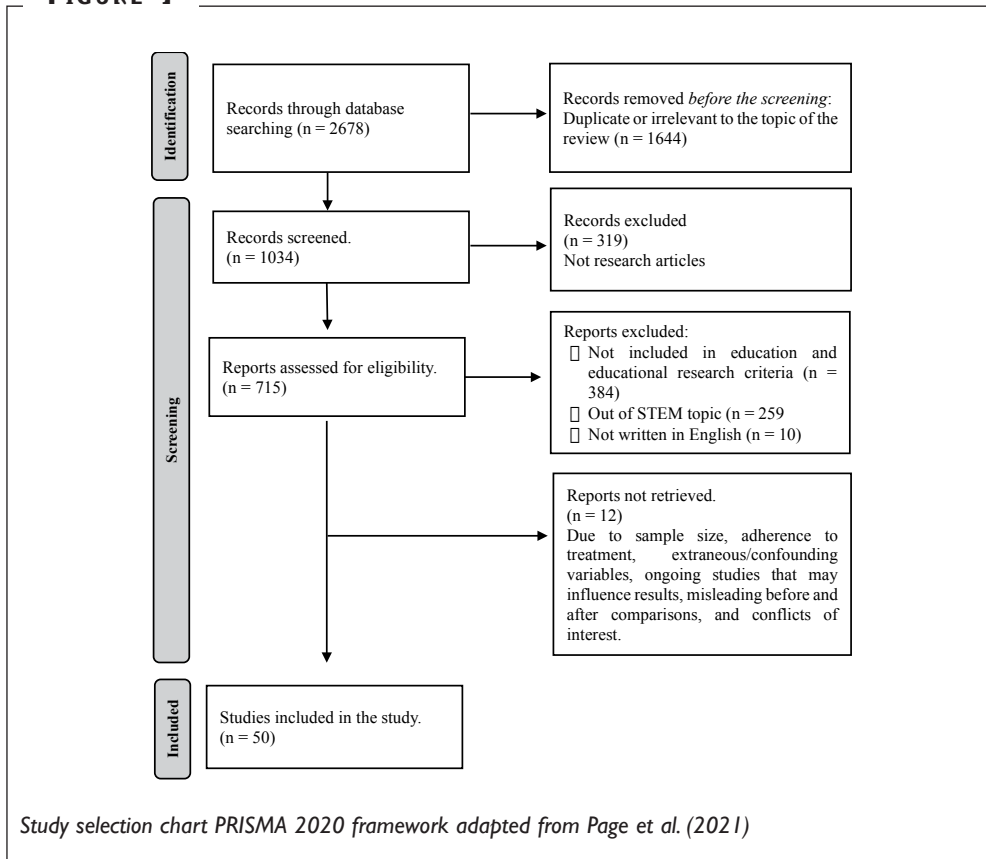 FIGURE 1
Identification
Records through database
searching (n = 2678)
Records removed before the screening:
Duplicate or irrelevant to the topic of the
review (n = 1644)
Screening
Records screened.
(n = 1034)
Records excluded
(n = 319)
Not research articles
Reports assessed for eligibility.
(n = 715)
Reports excluded:
Not included in education and
educational research criteria (n =
384)
Out of STEM topic (n = 259
Not written in English (n = 10)
Reports not retrieved.
(n = 12)
Due to sample size, adherence to
treatment, extraneous/confounding
variables, ongoing studies that may
influence results, misleading before and
after comparisons, and conflicts of
interest.
Included
Studies included in the study.
(n = 50)
Study selection chart PRISMA 2020 framework adapted from Page et al. (2021)